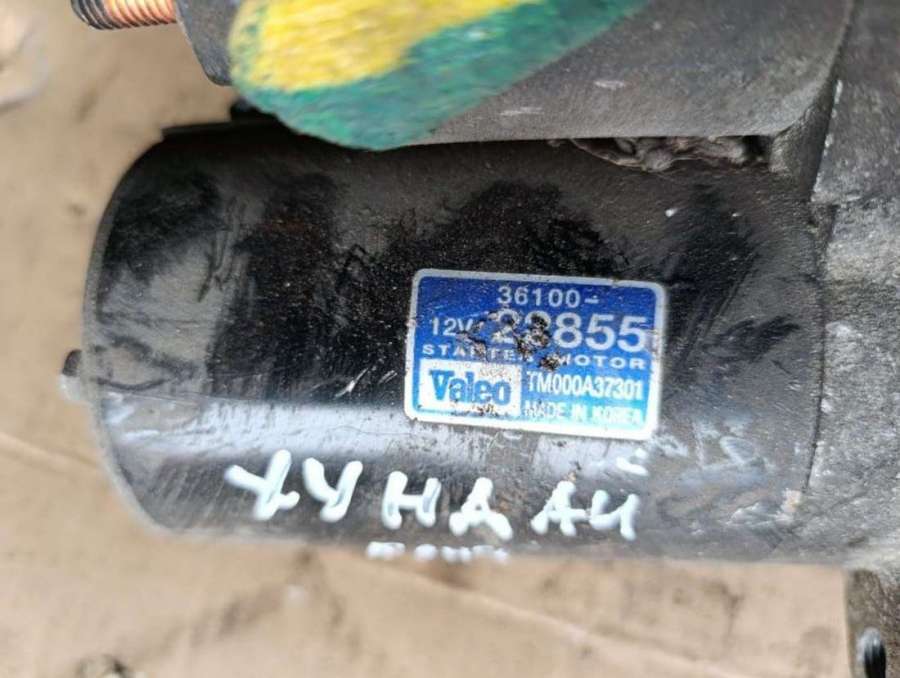 36100-
12V 23855
STARTER MOTOR
Valeo TM000A37301
MADE IN KOREA
ХУНДАЙ